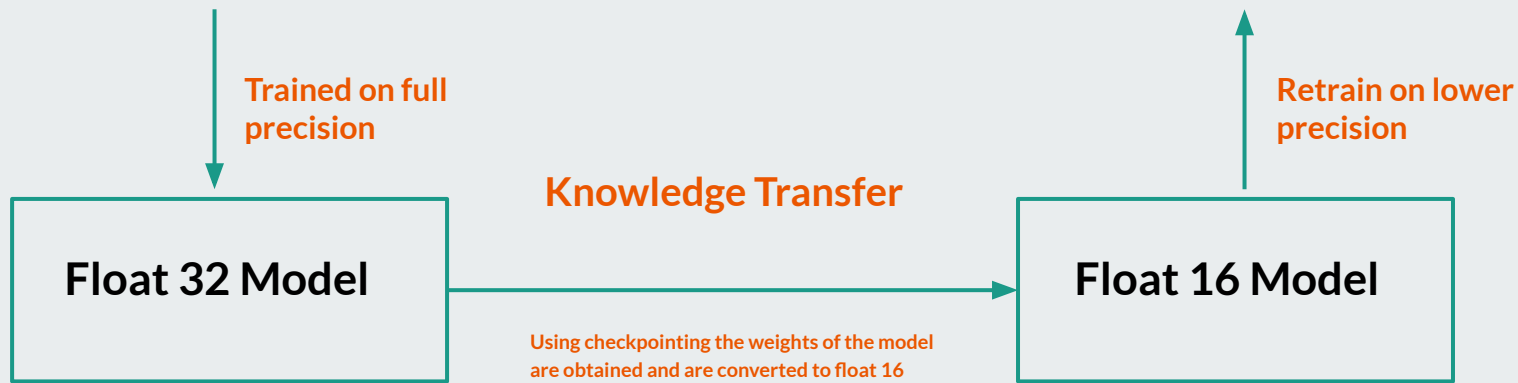 Trained on full
precision
Retrain on lower
precision
Knowledge Transfer
Float 32 Model
Float 16 Model
Using checkpointing the weights of the model
are obtained and are converted to float 16